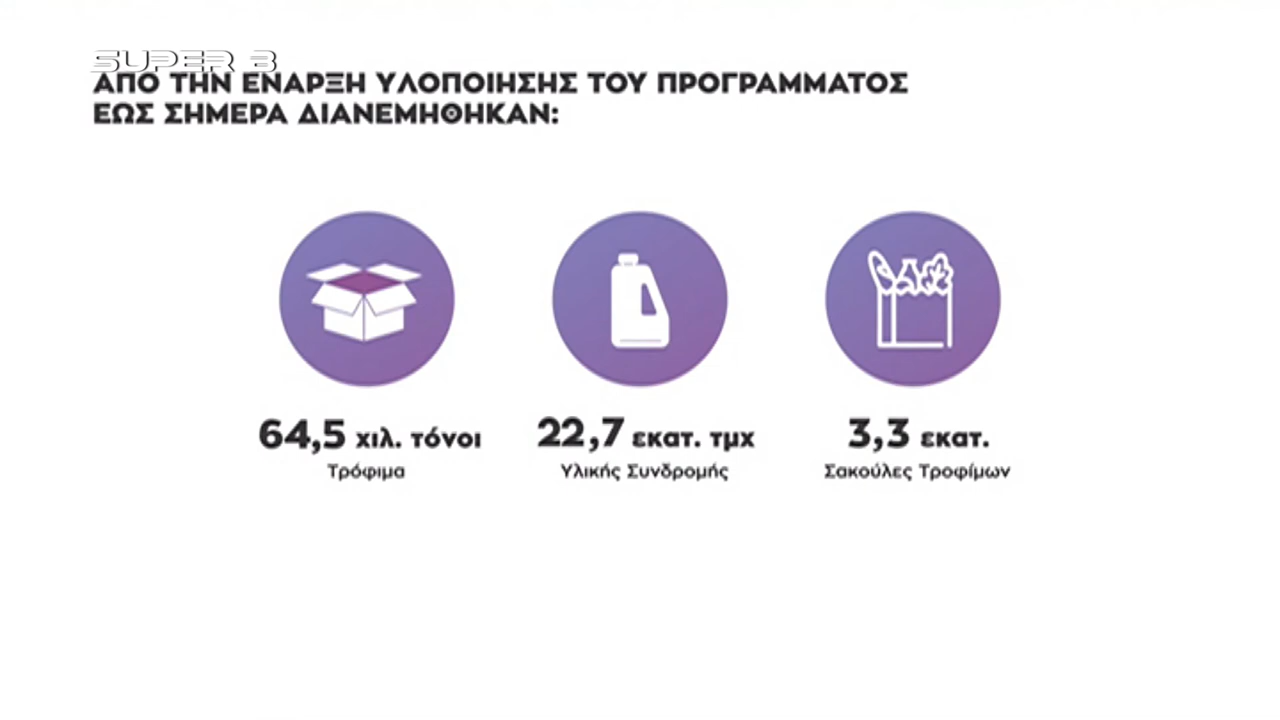 SUPER B
ΑΠΟ ΤΗΝ ΕΝΑΡΞΗ ΥΛΟΠΟΙΗΣΗΣ ΤΟΥ ΠΡΟΓΡΑΜΜΑΤΟΣ
ΕΩΣ ΣΗΜΕΡΑ ΔΙΑΝΕΜΗΘΗΚΑΝ:
64,5 χιλ. τόνοι
Τρόφιμα
22,7 εκατ. τμχ
Υλικής Συνδρομής
3,3 εκατ.
Σακούλες Τροφίμων